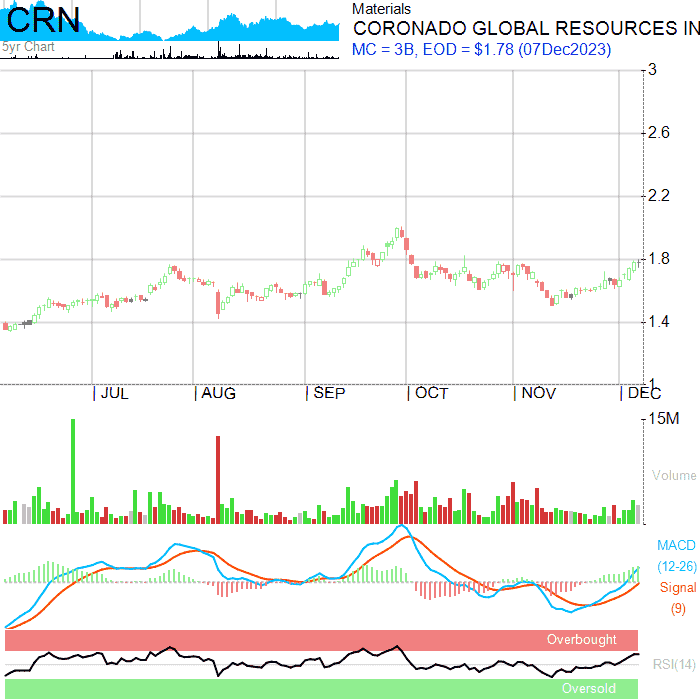 CRN
5yr Chart
Materials
CORONADO GLOBAL RESOURCES IN
MC = 3B, EOD = $1.78 (07Dec2023)
3
2.6
2.2
1.8
1.4
1
JUL AUG SEP OCT NOV DEC
15M
Volume
MACD
(12-26)
Signal
(9)
Overbought
RSI(14)
Oversold